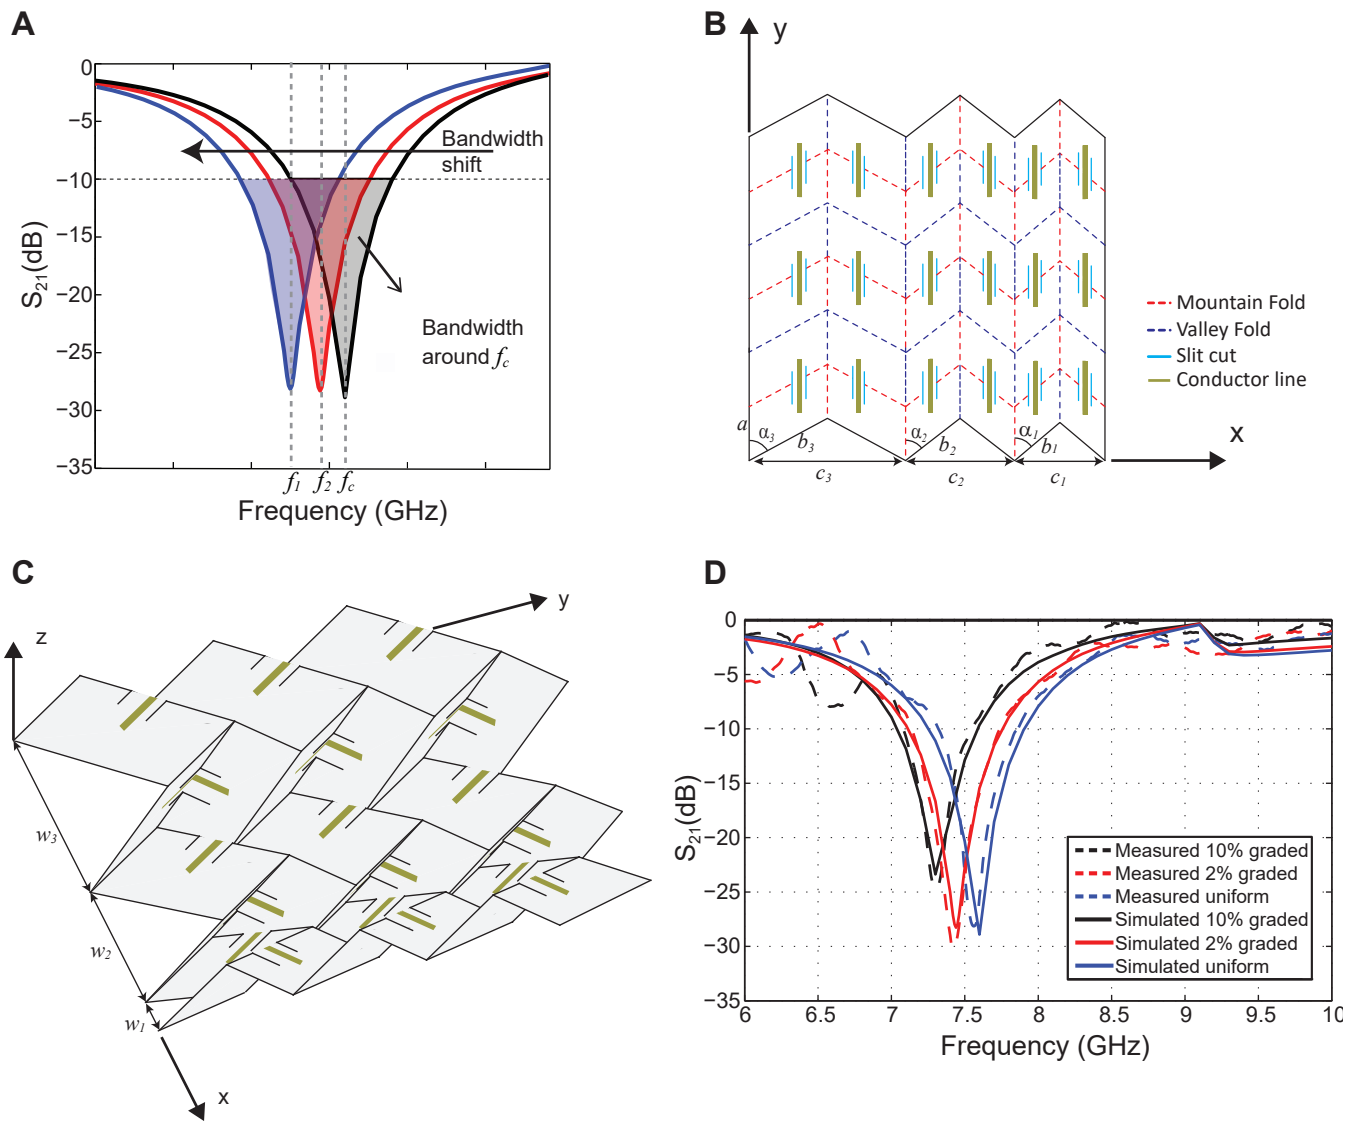 A
0
−5
−10
−15
−20
−25
−30
−35
S21(dB)
Bandwidth
shift
Bandwidth
around fc
f1 f2 fc
Frequency (GHz)
B
y
Mountain Fold
Valley Fold
Slit cut
Conductor line
a
α3
b3
α2
b2
α1
b1
x
c3
c2
c1
C
z
y
w3
w2
w1
x
D
0
−5
−10
−15
−20
−25
−30
−35
S21(dB)
Measured 10% graded
Measured 2% graded
Measured uniform
Simulated 10% graded
Simulated 2% graded
Simulated uniform
6 6.5 7 7.5 8 8.5 9 9.5 10
Frequency (GHz)